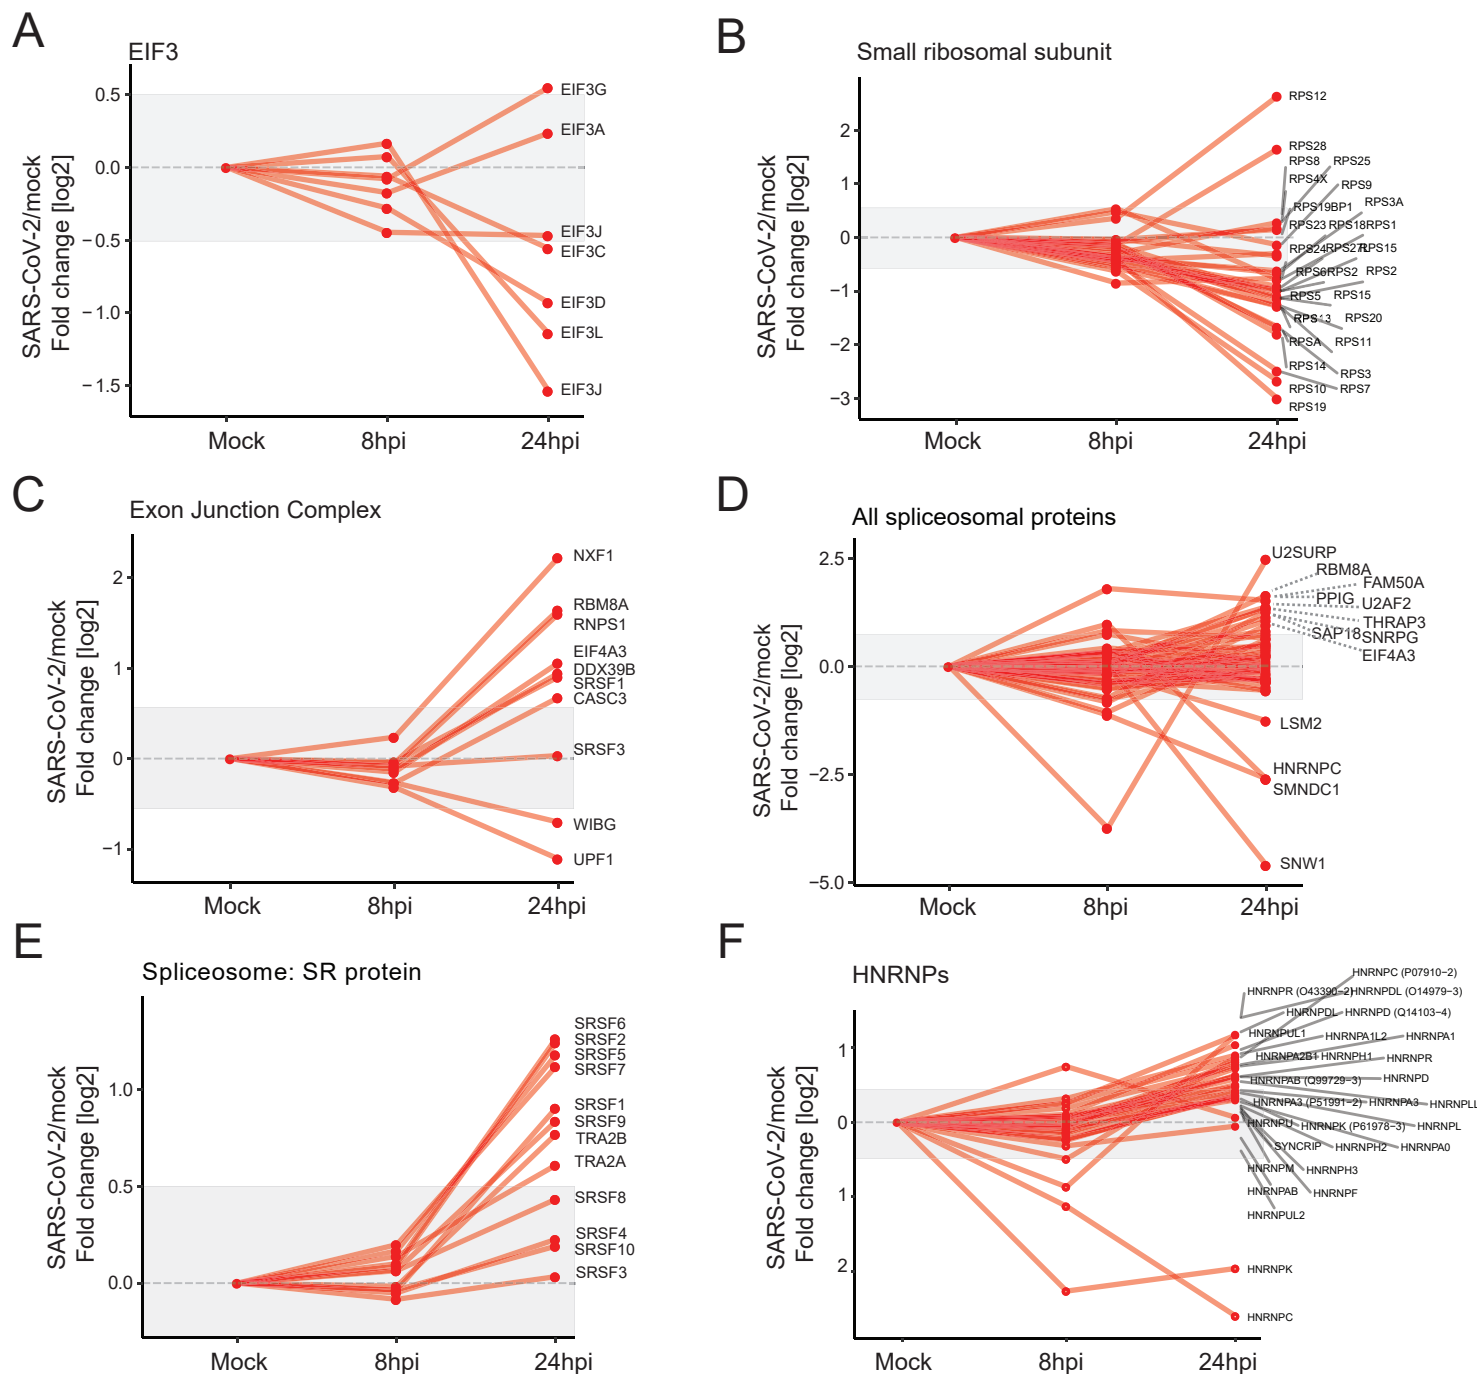 A
EIF3
SARS-CoV-2/mock
Fold change [log2]
0.5
0.0
−0.5
−1.0
−1.5
EIF3G
EIF3A
EIF3J
EIF3C
EIF3D
EIF3L
EIF3J
Mock
8hpi
24hpi
B
Small ribosomal subunit
SARS-CoV-2/mock
Fold change [log2]
2
1
0
−1
−2
−3
RPS12
RPS28
RPS8
RPS25
RPS4X
RPS9
RPS19BP1
RPS3A
RPS23
RPS18
RPS1
RPS24
RPS15
RPS6
RPS2
RPS2
RPS5
RPS15
RPS13
RPS20
RPSA
RPS11
RPS14
RPS3
RPS10
RPS7
RPS19
Mock
8hpi
24hpi
C
Exon Junction Complex
SARS-CoV-2/mock
Fold change [log2]
2
1
0
−1
NXF1
RBM8A
RNPS1
EIF4A3
DDX39B
SRSF1
CASC3
SRSF3
WIBG
UPF1
Mock
8hpi
24hpi
D
All spliceosomal proteins
SARS-CoV-2/mock
Fold change [log2]
2.5
0.0
−2.5
−5.0
U2SURP
RBM8A
FAM50A
PPIG
U2AF2
THRAP3
SAP18
SNRPG
EIF4A3
LSM2
HNRNPC
SMNDC1
SNW1
Mock
8hpi
24hpi
E
Spliceosome: SR protein
SARS-CoV-2/mock
Fold change [log2]
1.0
0.5
0.0
SRSF6
SRSF2
SRSF5
SRSF7
SRSF1
SRSF9
TRA2B
TRA2A
SRSF8
SRSF4
SRSF10
SRSF3
Mock
8hpi
24hpi
F
HNRNPs
SARS-CoV-2/mock
Fold change [log2]
1
0
1
2
HNRNPC (P07910−2)
HNRNPR (O43390−2)
HNRNPDL (O14979−3)
HNRNPDL
HNRNPD (Q14103−4)
HNRNPUL1
HNRNPA1L2
HNRNPA1
HNRNPA2B1
HNRNPH1
HNRNPR
HNRNPAB (Q99729−3)
HNRNPD
HNRNPA3 (P51991−2)
HNRNPA3
HNRNPLL
HNRNPU
HNRNPK (P61978−3)
HNRNPL
SYNCRIP
HNRNPH2
HNRNPA0
HNRNPM
HNRNPH3
HNRNPAB
HNRNPF
HNRNPUL2
HNRNPK
HNRNPC
Mock
8hpi
24hpi